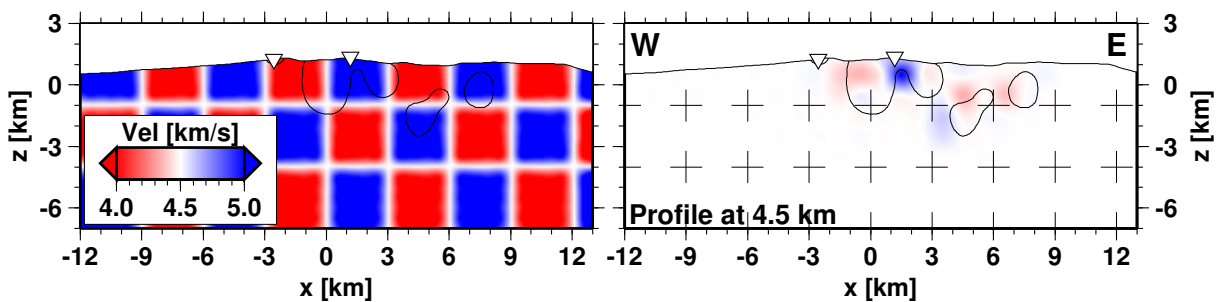 3
0
-3
-6
z [km]
Vel [km/s]
4.0 4.5 5.0
-12 -9 -6 -3 0 3 6 9 12
x [km]
W E
Profile at 4.5 km
-12 -9 -6 -3 0 3 6 9 12
x [km]
3
0
-3
-6
z [km]